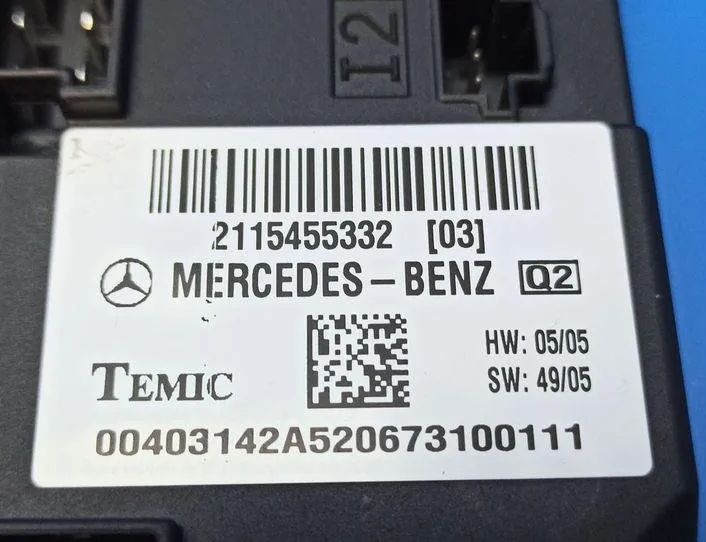 I2
2115455332 [03]
MERCEDES-BENZ Q2
HW: 05/05
TEMIC SW: 49/05
00403142A520673100111